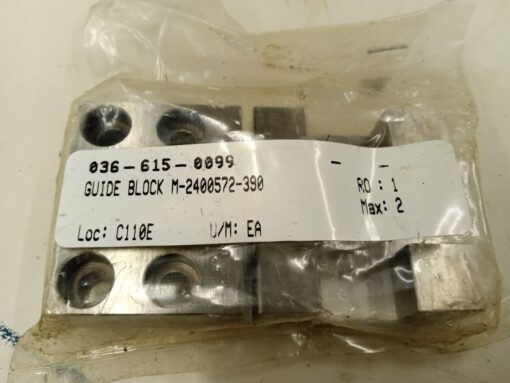 036-615-0099 - -
GUIDE BLOCK M-2400572-390 RO : 1
Max: 2
Loc: C110E U/M: EA